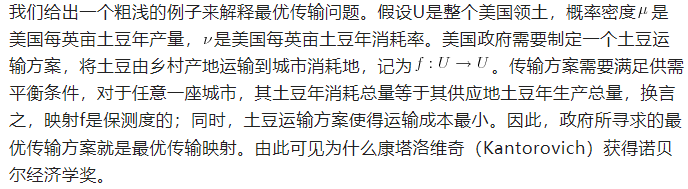 我们给出一个粗浅的例子来解释最优传输问题。假设U是整个美国领土，概率密度μ是
美国每英亩土豆年产量，ν是美国每英亩土豆年消耗率。美国政府需要制定一个土豆运
输方案，将土豆由乡村产地运输到城市消耗地，记为f : U → U。传输方案需要满足供需
平衡条件，对于任意一座城市，其土豆年消耗总量等于其供应地土豆年生产总量，换言
之，映射f是保测度的；同时，土豆运输方案使得运输成本最小。因此，政府所寻求的最
优传输方案就是最优传输映射。由此可见为什么康塔洛维奇（Kantorovich）获得诺贝
尔经济学奖。